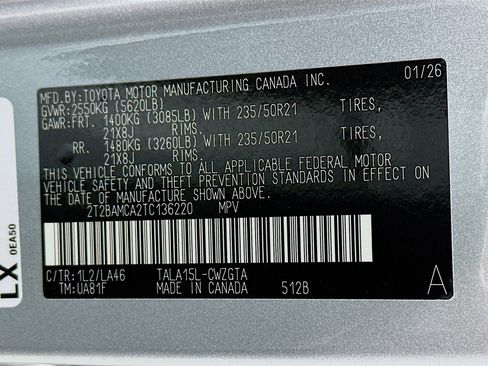 MFD.BY:TOYOTA MOTOR MANUFACTURING CANADA INC. 01/26
GVWR:2550KG (5620LB)
GAWR:FRT. 1400KG (3085LB) WITH 235/50R21 TIRES,
21X8J RIMS.
RR. 1480KG (3260LB) WITH 235/50R21 TIRES,
21X8J RIMS.
THIS VEHICLE CONFORMS TO ALL APPLICABLE FEDERAL MOTOR
VEHICLE SAFETY AND THEFT PREVENTION STANDARDS IN EFFECT
ON THE DATE OF MANUFACTURE SHOWN ABOVE.
2T2BAMCA2TC136220 MPV
C/TR:1L2/LA46 TALA15L-CWZGTA A
TM:UA81F MADE IN CANADA 512B
LX 0EA50